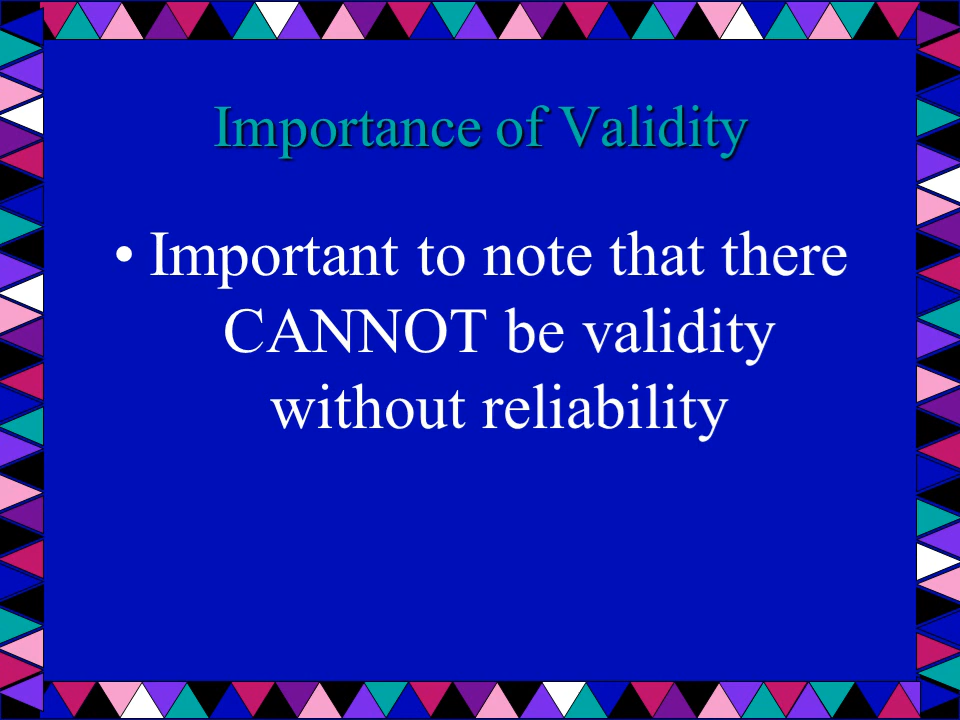 Importance of Validity
• Important to note that there
CANNOT be validity
without reliability